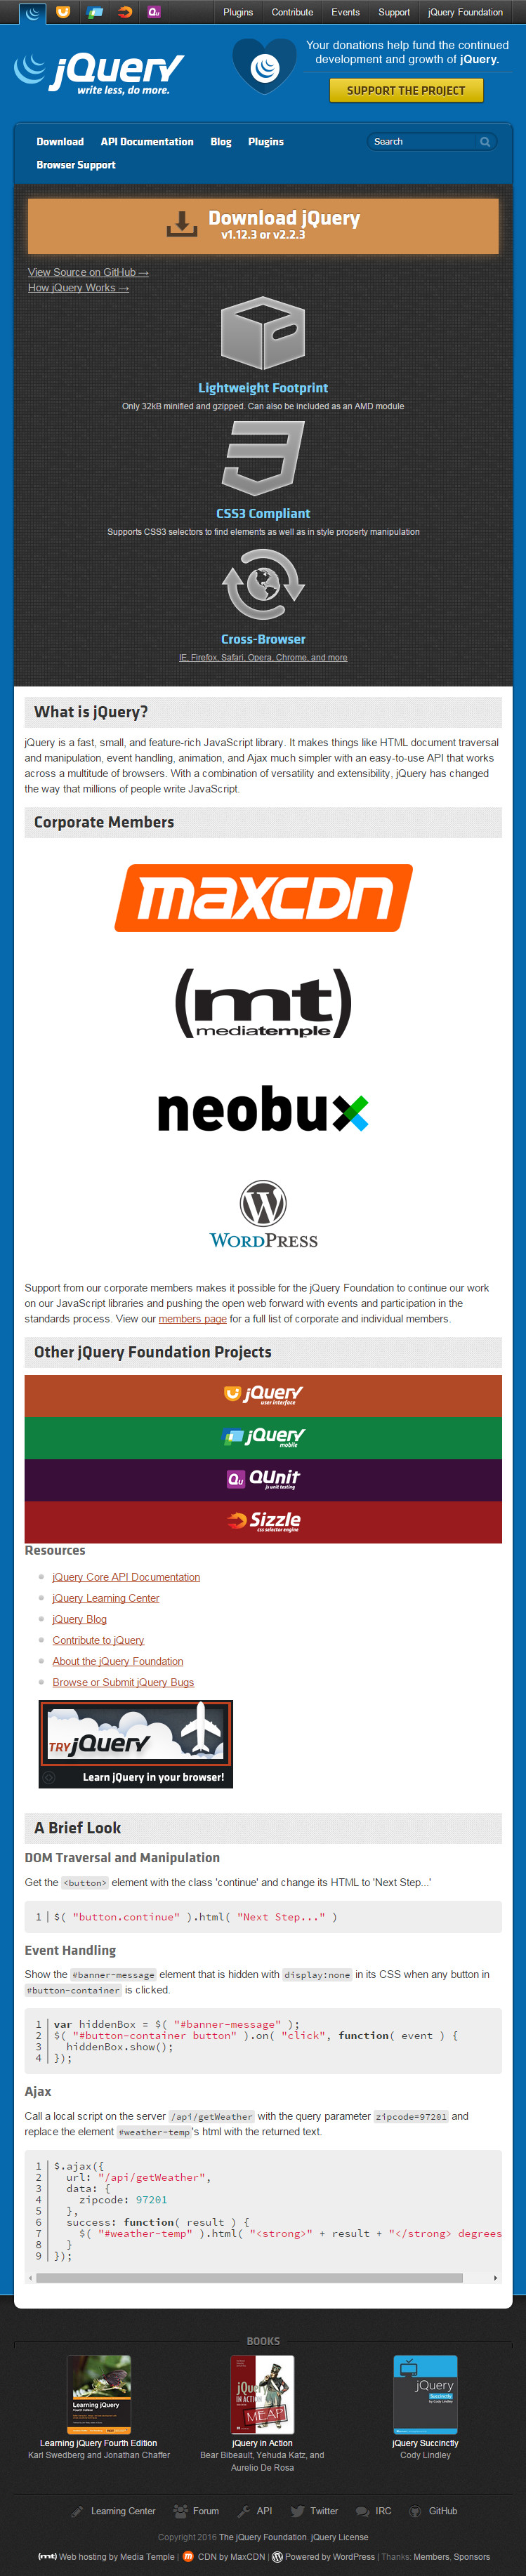 Plugins Contribute Events Support jQuery Foundation
jQuery
write less, do more.
Your donations help fund the continued
development and growth of jQuery.
SUPPORT THE PROJECT
Download API Documentation Blog Plugins
Search
Browser Support
Download jQuery
v1.12.3 or v2.2.3
View Source on GitHub →
How jQuery Works →
Lightweight Footprint
Only 32kB minified and gzipped. Can also be included as an AMD module
CSS3 Compliant
Supports CSS3 selectors to find elements as well as in style property manipulation
Cross-Browser
IE, Firefox, Safari, Opera, Chrome, and more
What is jQuery?
jQuery is a fast, small, and feature-rich JavaScript library. It makes things like HTML document traversal
and manipulation, event handling, animation, and Ajax much simpler with an easy-to-use API that works
across a multitude of browsers. With a combination of versatility and extensibility, jQuery has changed
the way that millions of people write JavaScript.
Corporate Members
maxcdn
(mt)
mediatemple
neobux
WordPress
Support from our corporate members makes it possible for the jQuery Foundation to continue our work
on our JavaScript libraries and pushing the open web forward with events and participation in the
standards process. View our members page for a full list of corporate and individual members.
Other jQuery Foundation Projects
jQuery
user interface
jQuery
mobile
Qu QUnit
js unit testing
Sizzle
css selector engine
Resources
jQuery Core API Documentation
jQuery Learning Center
jQuery Blog
Contribute to jQuery
About the jQuery Foundation
Browse or Submit jQuery Bugs
TRY jQuery
Learn jQuery in your browser!
A Brief Look
DOM Traversal and Manipulation
Get the <button> element with the class 'continue' and change its HTML to 'Next Step...'
1 $( "button.continue" ).html( "Next Step..." )
Event Handling
Show the #banner-message element that is hidden with display:none in its CSS when any button in
#button-container is clicked.
1 var hiddenBox = $( "#banner-message" );
2 $( "#button-container button" ).on( "click", function( event ) {
3 hiddenBox.show();
4 });
Ajax
Call a local script on the server /api/getWeather with the query parameter zipcode=97201 and
replace the element #weather-temp's html with the returned text.
1 $.ajax({
2 url: "/api/getWeather",
3 data: {
4 zipcode: 97201
5 },
6 success: function( result ) {
7 $( "#weather-temp" ).html( "<strong>" + result + "</strong> degrees
8 }
9 });
BOOKS
Learning jQuery
jQuery
IN ACTION
MEAP
jQuery
Succinctly
by Cody Lindley
Learning jQuery Fourth Edition
Karl Swedberg and Jonathan Chaffer
jQuery in Action
Bear Bibeault, Yehuda Katz, and
Aurelio De Rosa
jQuery Succinctly
Cody Lindley
Learning Center Forum API Twitter IRC GitHub
Copyright 2016 The jQuery Foundation. jQuery License
(mt) Web hosting by Media Temple | CDN by MaxCDN | Powered by WordPress | Thanks: Members, Sponsors